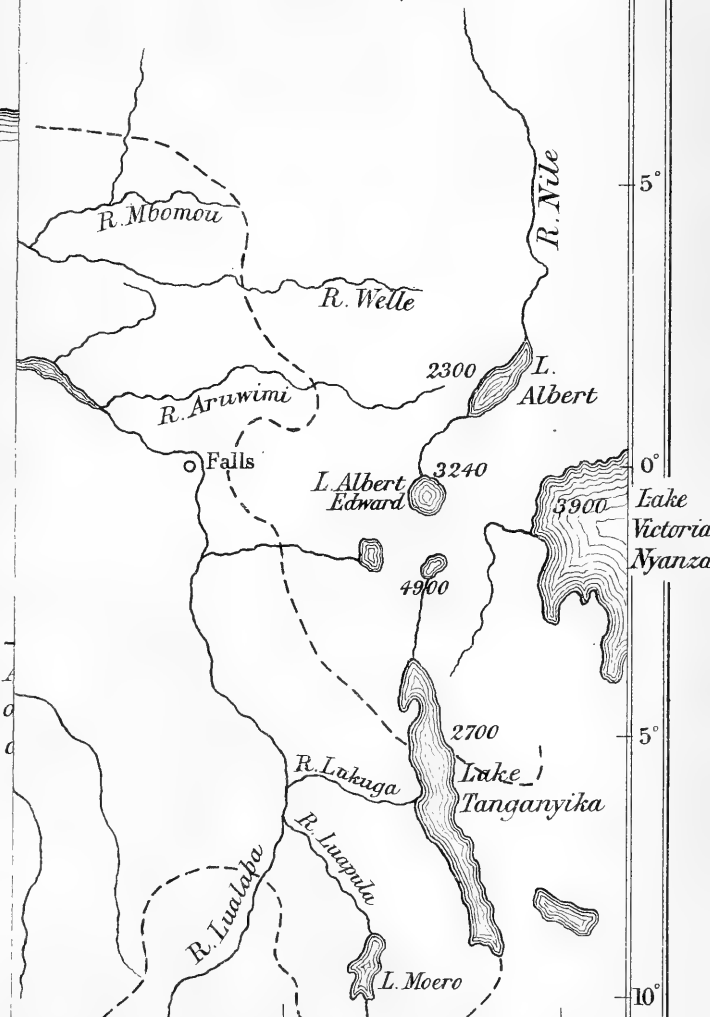 5°
R. Nile
R. Mbomou
R. Welle
2300
L.
Albert
R. Aruwimi
0°
Falls
3240
L. Albert
Edward
3900
Lake
Victoria
Nyanza
4900
5°
2700
R. Lukuga
Lake
Tanganyika
R. Luapula
R. Lualaba
L. Moero
10°